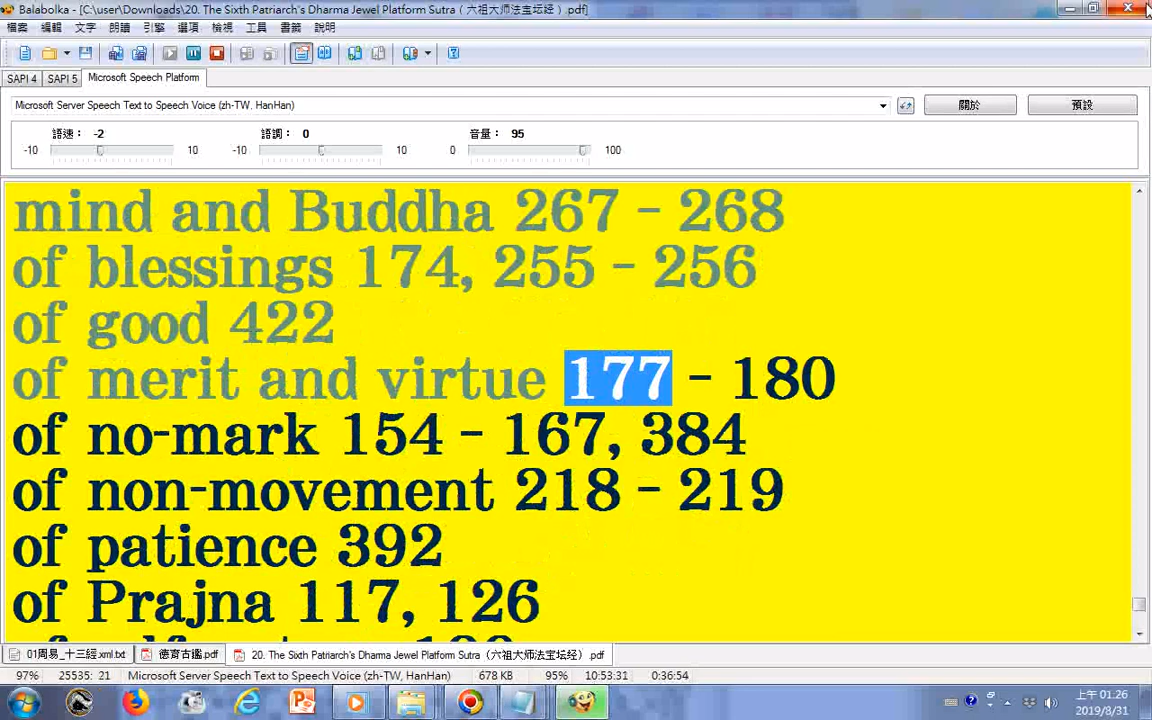 Balabolka - [C:\user\Downloads\20. The Sixth Patriarch's Dharma Jewel Platform Sutra（六祖大师法宝坛经）.pdf]
檔案 編輯 文字 朗讀 引擎 選項 檢視 工具 書籤 說明
SAPI 4 SAPI 5 Microsoft Speech Platform
Microsoft Server Speech Text to Speech Voice (zh-TW, HanHan) 關於 預設
語速： -2 語調： 0 音量： 95
-10 10 -10 10 0 100
mind and Buddha 267 - 268
of blessings 174, 255 - 256
of good 422
of merit and virtue 177 - 180
of no-mark 154 - 167, 384
of non-movement 218 - 219
of patience 392
of Prajna 117, 126
01周易_十三經.xml.txt 德育古鑑.pdf 20. The Sixth Patriarch's Dharma Jewel Platform Sutra（六祖大师法宝坛经）.pdf
97% 25535: 21 Microsoft Server Speech Text to Speech Voice (zh-TW, HanHan) 678 KB 95% 10:53:31 0:36:54
上午 01:26
2019/8/31